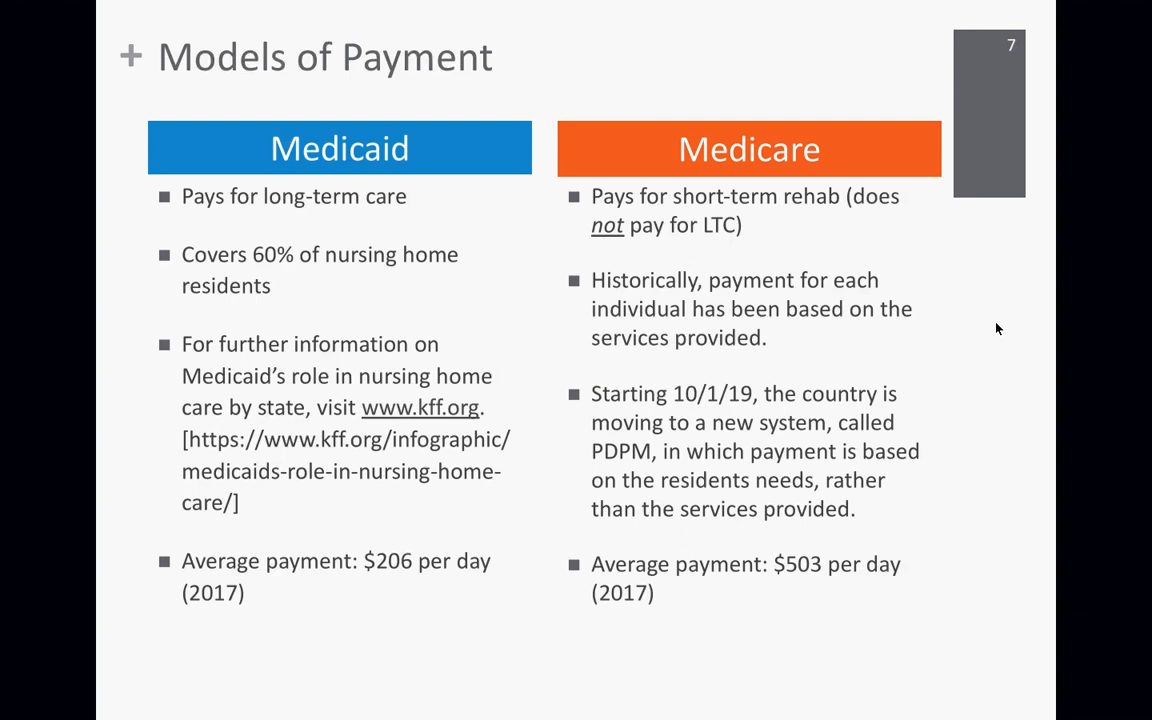 + Models of Payment
7
Medicaid
■ Pays for long-term care
■ Covers 60% of nursing home
residents
■ For further information on
Medicaid’s role in nursing home
care by state, visit www.kff.org.
[https://www.kff.org/infographic/
medicaids-role-in-nursing-home-
care/]
■ Average payment: $206 per day
(2017)
Medicare
■ Pays for short-term rehab (does
not pay for LTC)
■ Historically, payment for each
individual has been based on the
services provided.
■ Starting 10/1/19, the country is
moving to a new system, called
PDPM, in which payment is based
on the residents needs, rather
than the services provided.
■ Average payment: $503 per day
(2017)